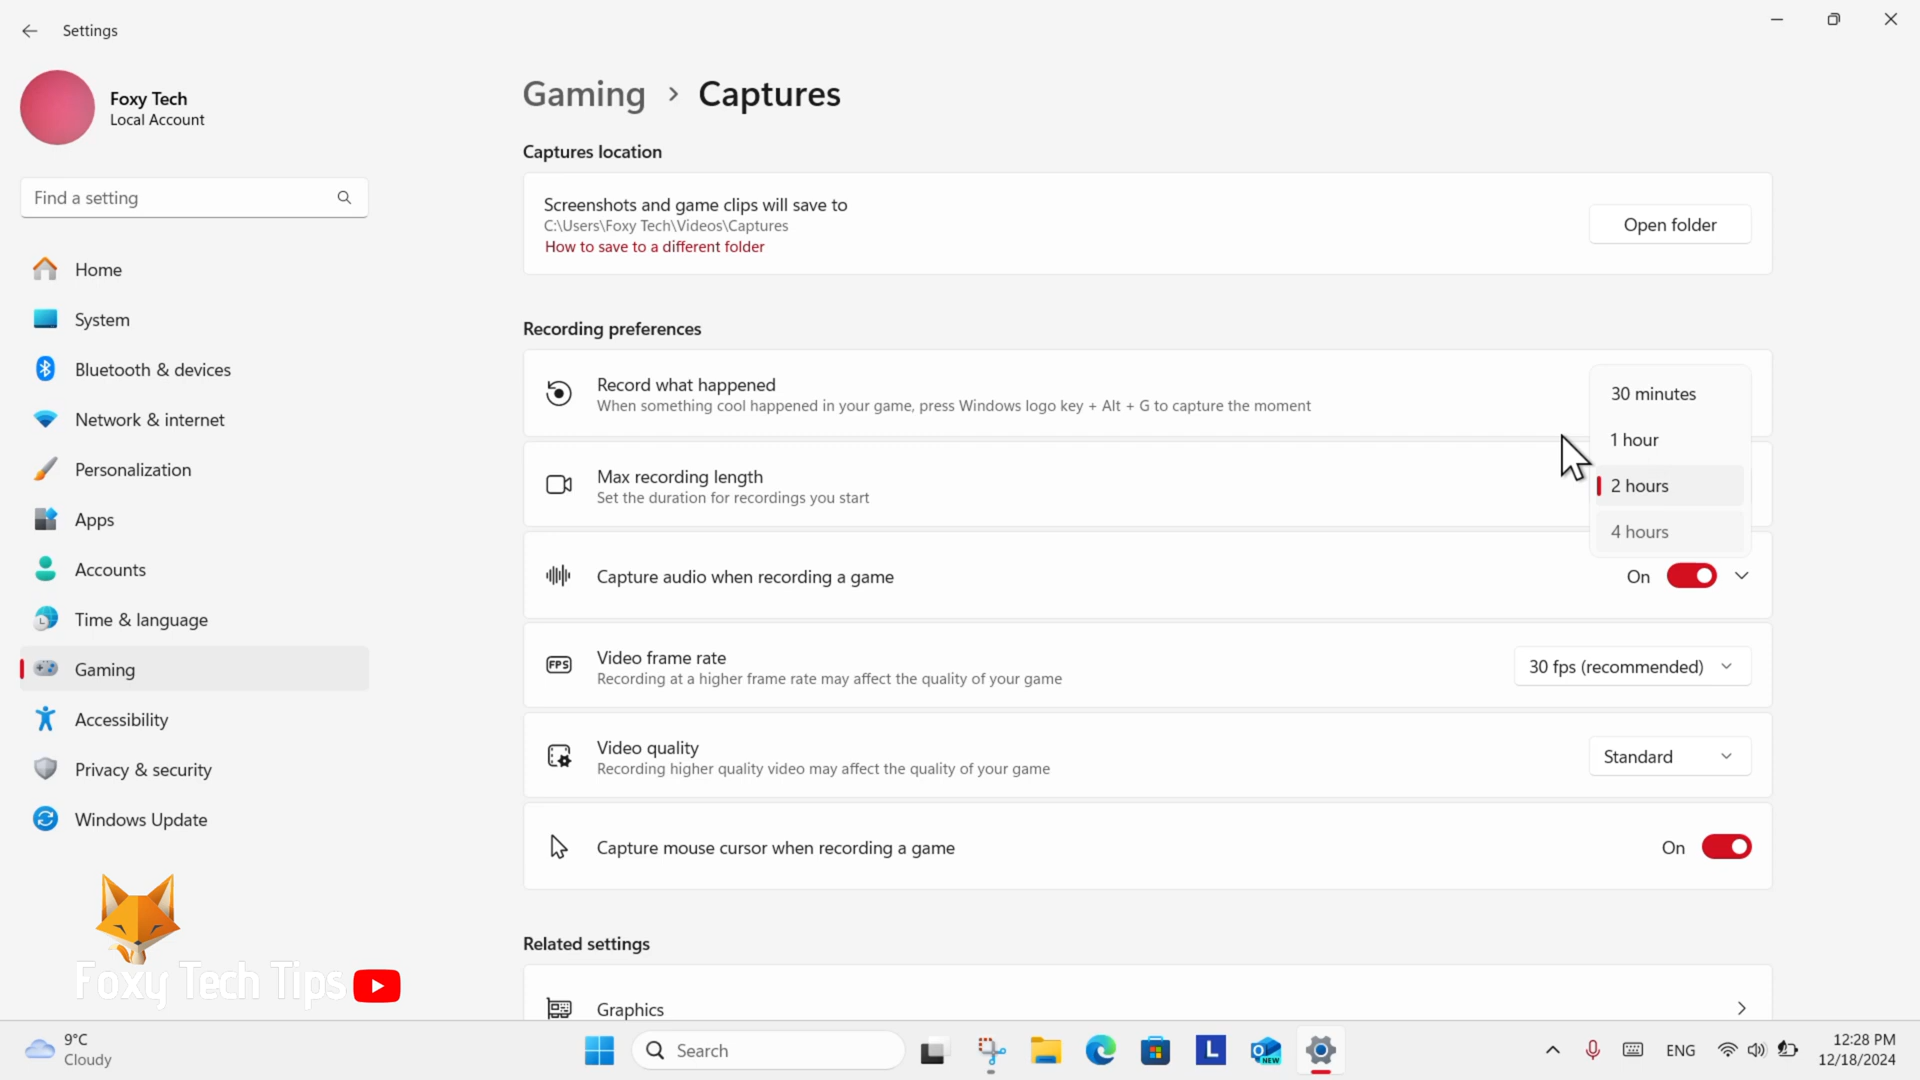 Settings
Foxy Tech
Local Account
Find a setting
Home
System
Bluetooth & devices
Network & internet
Personalization
Apps
Accounts
Time & language
Gaming
Accessibility
Privacy & security
Windows Update
Foxy Tech Tips
Gaming > Captures
Captures location
Screenshots and game clips will save to
C:\Users\Foxy Tech\Videos\Captures
How to save to a different folder
Open folder
Recording preferences
Record what happened
When something cool happened in your game, press Windows logo key + Alt + G to capture the moment
30 minutes
1 hour
2 hours
4 hours
Max recording length
Set the duration for recordings you start
Capture audio when recording a game
On
FPS
Video frame rate
Recording at a higher frame rate may affect the quality of your game
30 fps (recommended)
Video quality
Recording higher quality video may affect the quality of your game
Standard
Capture mouse cursor when recording a game
On
Related settings
Graphics
9°C
Cloudy
Search
L
NEW
ENG
12:28 PM
12/18/2024